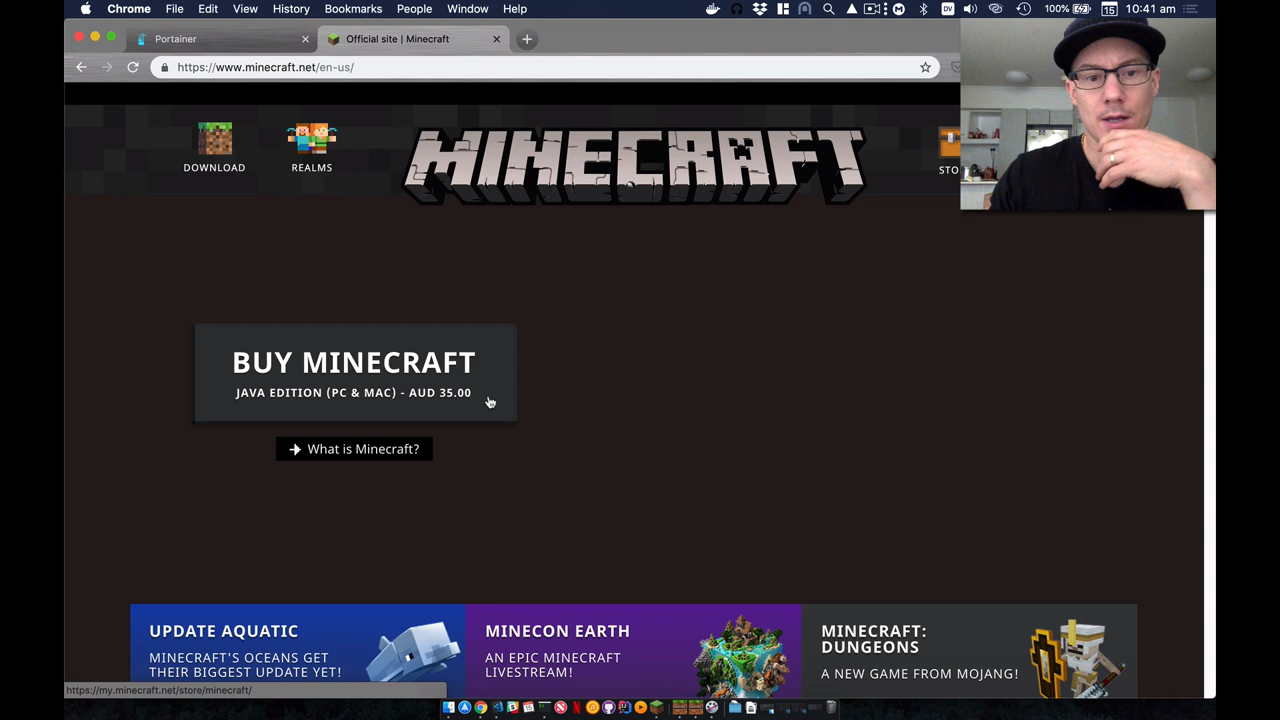 Chrome File Edit View History Bookmarks People Window Help DV 100% 15 10:41 am
Portainer Official site | Minecraft
https://www.minecraft.net/en-us/
MINECRAFT
DOWNLOAD REALMS STO
BUY MINECRAFT
JAVA EDITION (PC & MAC) - AUD 35.00
What is Minecraft?
UPDATE AQUATIC
MINECRAFT'S OCEANS GET
THEIR BIGGEST UPDATE YET!
MINECON EARTH
AN EPIC MINECRAFT
LIVESTREAM!
MINECRAFT:
DUNGEONS
A NEW GAME FROM MOJANG!
https://my.minecraft.net/store/minecraft/